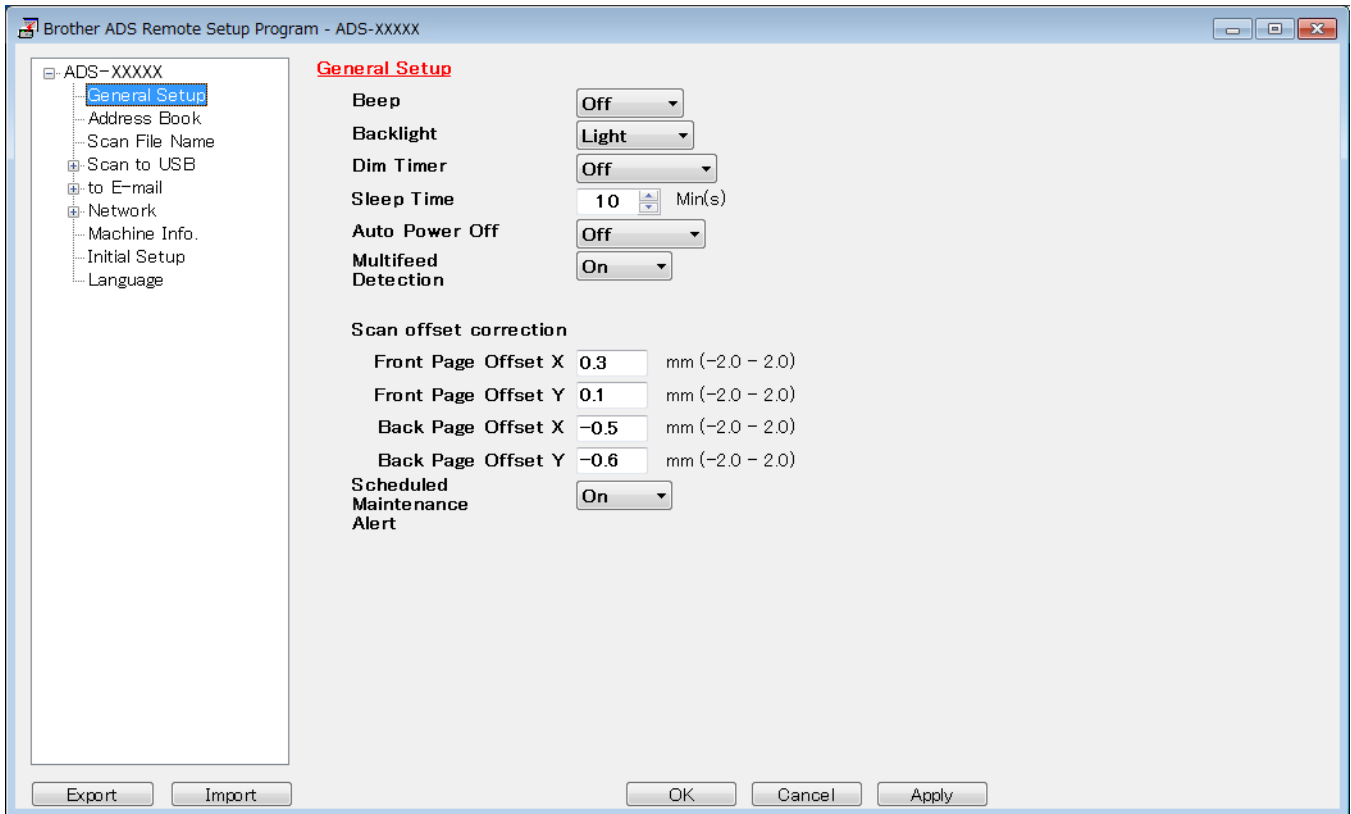 Brother ADS Remote Setup Program - ADS-XXXXX
ADS-XXXXX
General Setup
Address Book
Scan File Name
Scan to USB
to E-mail
Network
Machine Info.
Initial Setup
Language
General Setup
Beep Off
Backlight Light
Dim Timer Off
Sleep Time 10 Min(s)
Auto Power Off Off
Multifeed
Detection On
Scan offset correction
Front Page Offset X 0.3 mm (-2.0 - 2.0)
Front Page Offset Y 0.1 mm (-2.0 - 2.0)
Back Page Offset X -0.5 mm (-2.0 - 2.0)
Back Page Offset Y -0.6 mm (-2.0 - 2.0)
Scheduled
Maintenance On
Alert
Export Import OK Cancel Apply